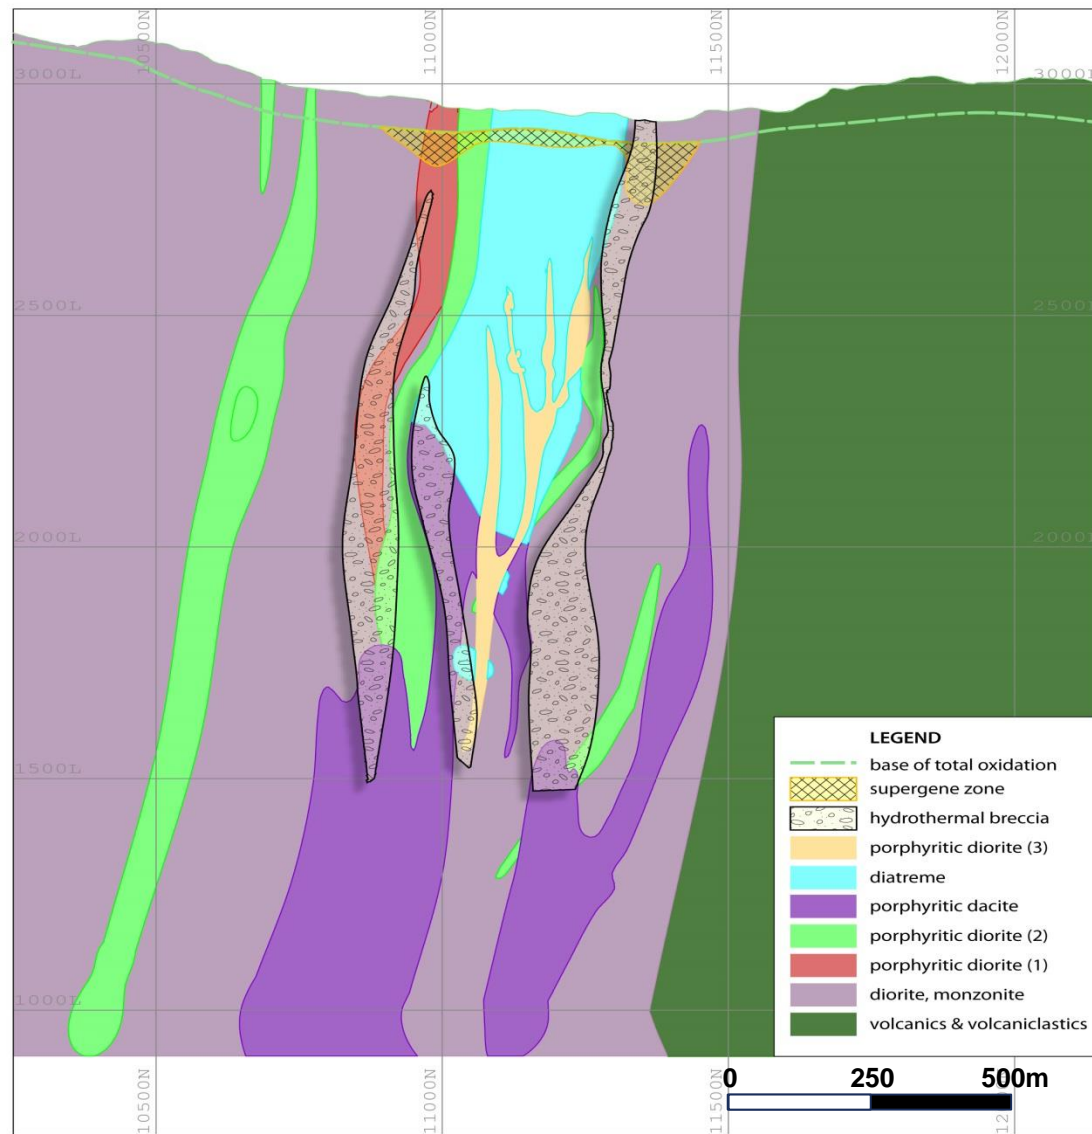 10500N
11000N
11500N
12000N
3000L
3000L
2500L
2500L
2000L
2000L
1500L
1000L
LEGEND
base of total oxidation
supergene zone
hydrothermal breccia
porphyritic diorite (3)
diatreme
porphyritic dacite
porphyritic diorite (2)
porphyritic diorite (1)
diorite, monzonite
volcanics & volcaniclastics
10500N
11000N
11500N
0 250 500m